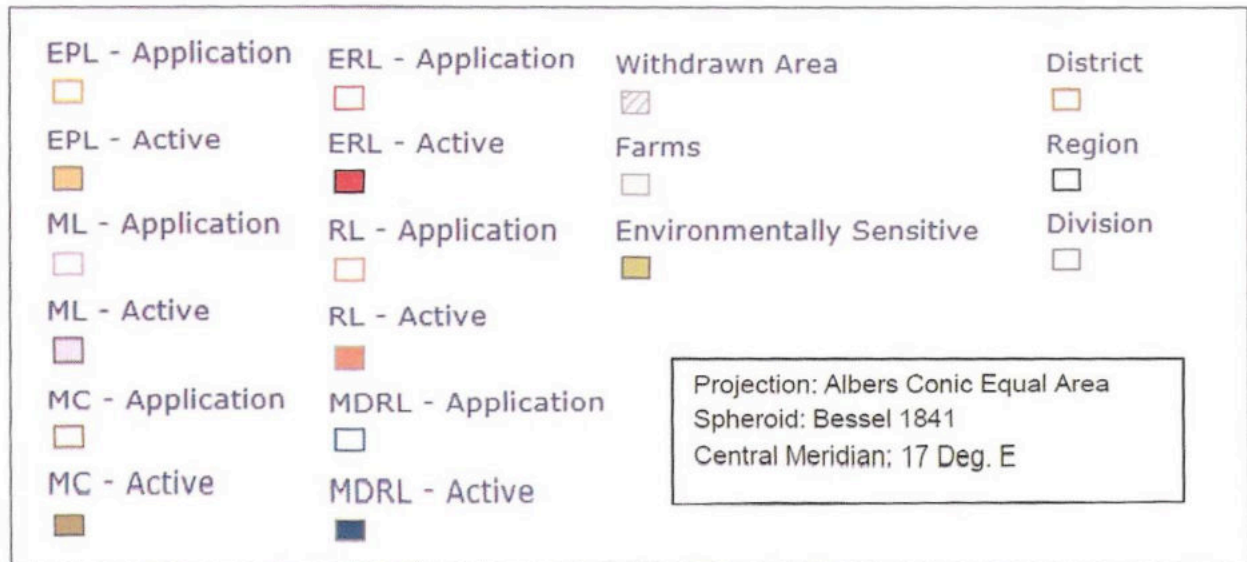 EPL - Application
EPL - Active
ML - Application
ML - Active
MC - Application
MC - Active
ERL - Application
ERL - Active
RL - Application
RL - Active
MDRL - Application
MDRL - Active
Withdrawn Area
Farms
Environmentally Sensitive
District
Region
Division
Projection: Albers Conic Equal Area
Spheroid: Bessel 1841
Central Meridian: 17 Deg. E